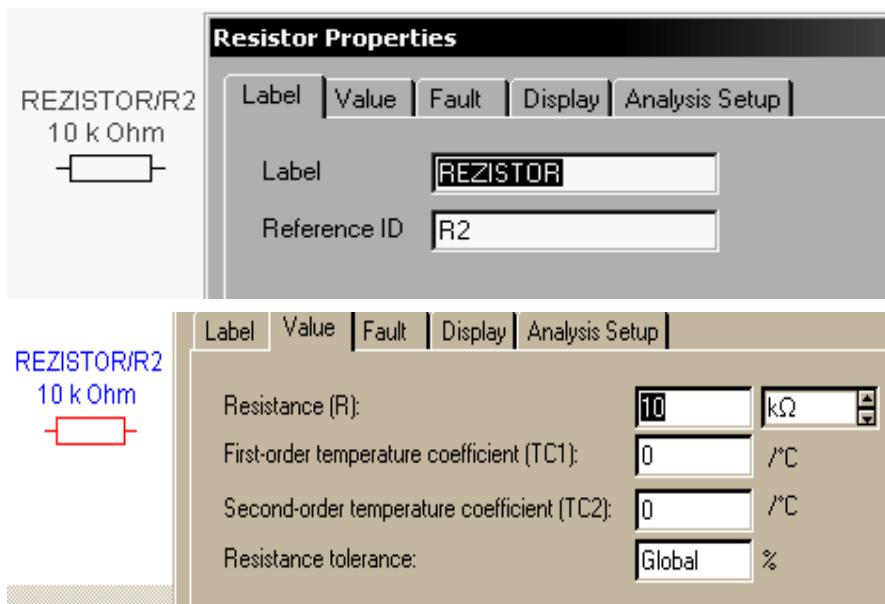 Resistor Properties
REZISTOR/R2
10 k Ohm
Label Value Fault Display Analysis Setup
Label REZISTOR
Reference ID R2
Label Value Fault Display Analysis Setup
REZISTOR/R2
10 k Ohm
Resistance (R): 10 kΩ
First-order temperature coefficient (TC1): 0 /°C
Second-order temperature coefficient (TC2): 0 /°C
Resistance tolerance: Global %